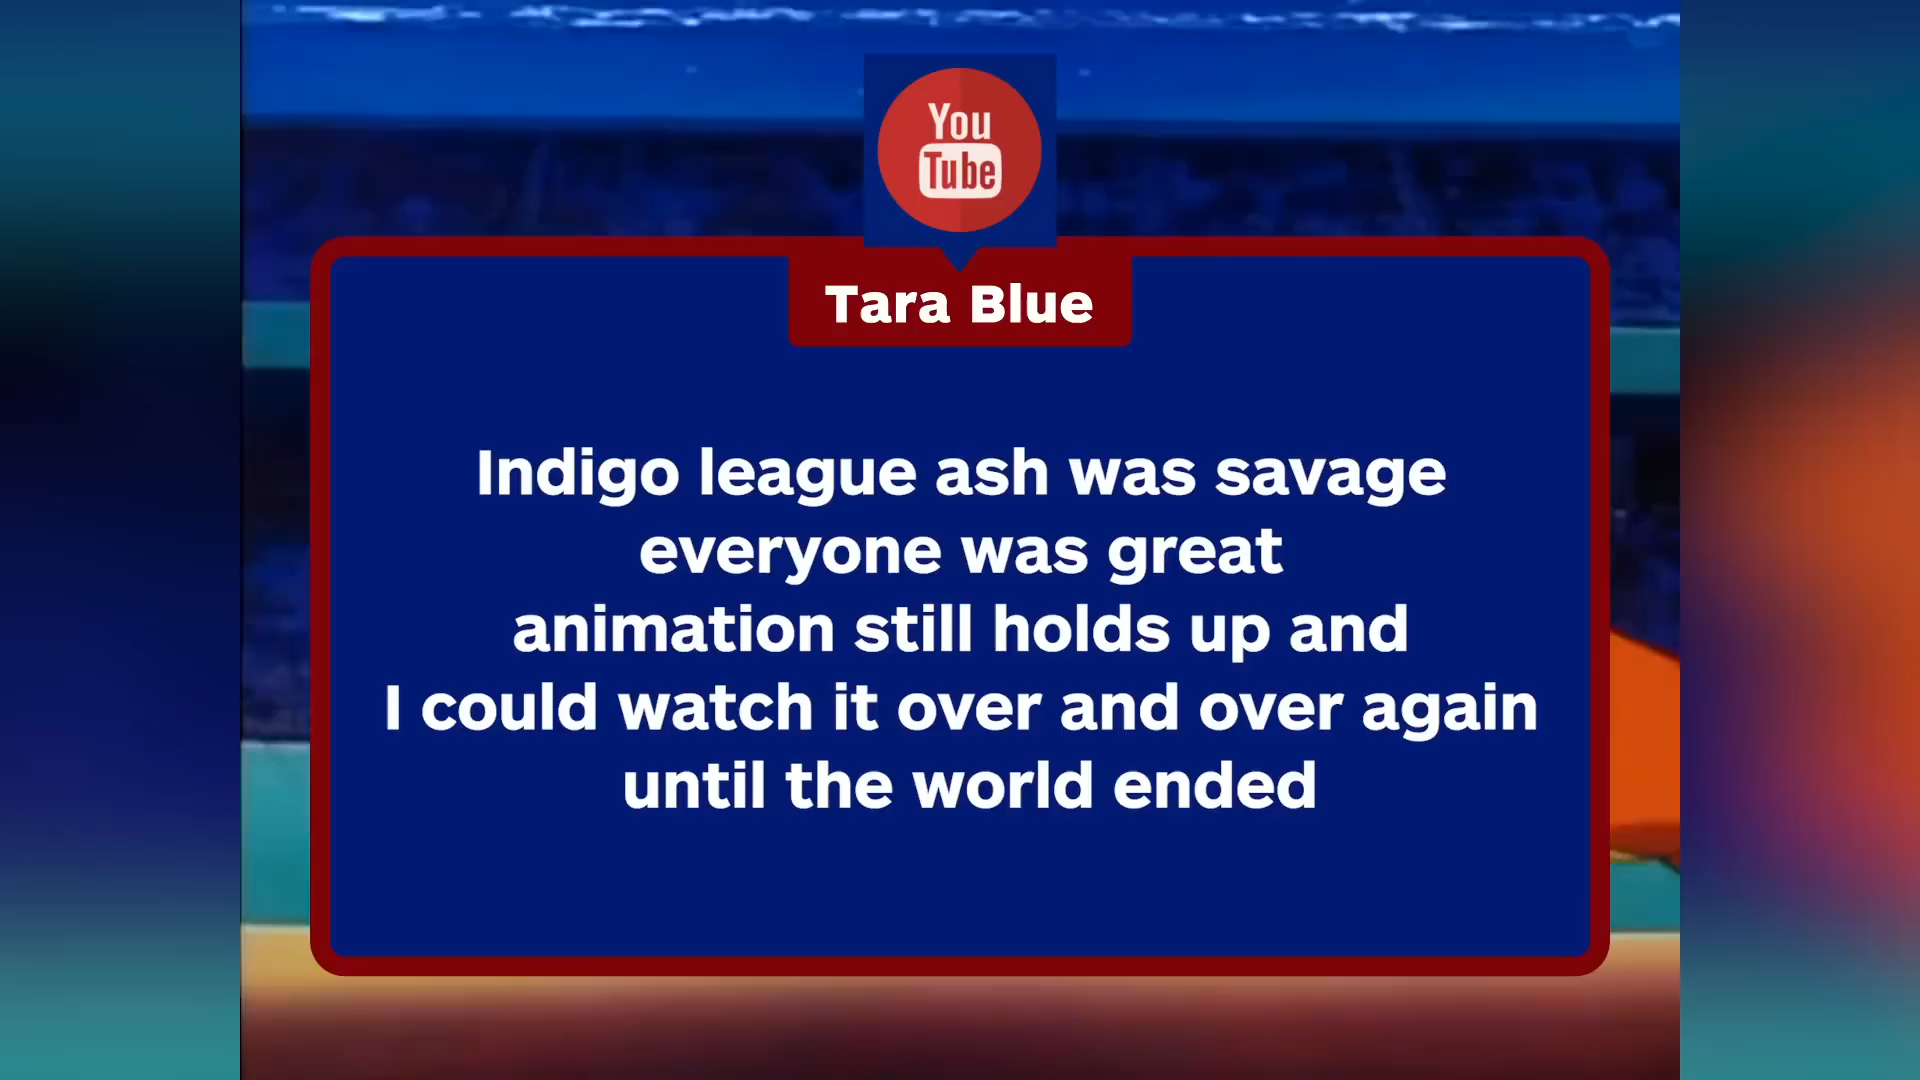 You
Tube
Tara Blue
Indigo league ash was savage
everyone was great
animation still holds up and
I could watch it over and over again
until the world ended